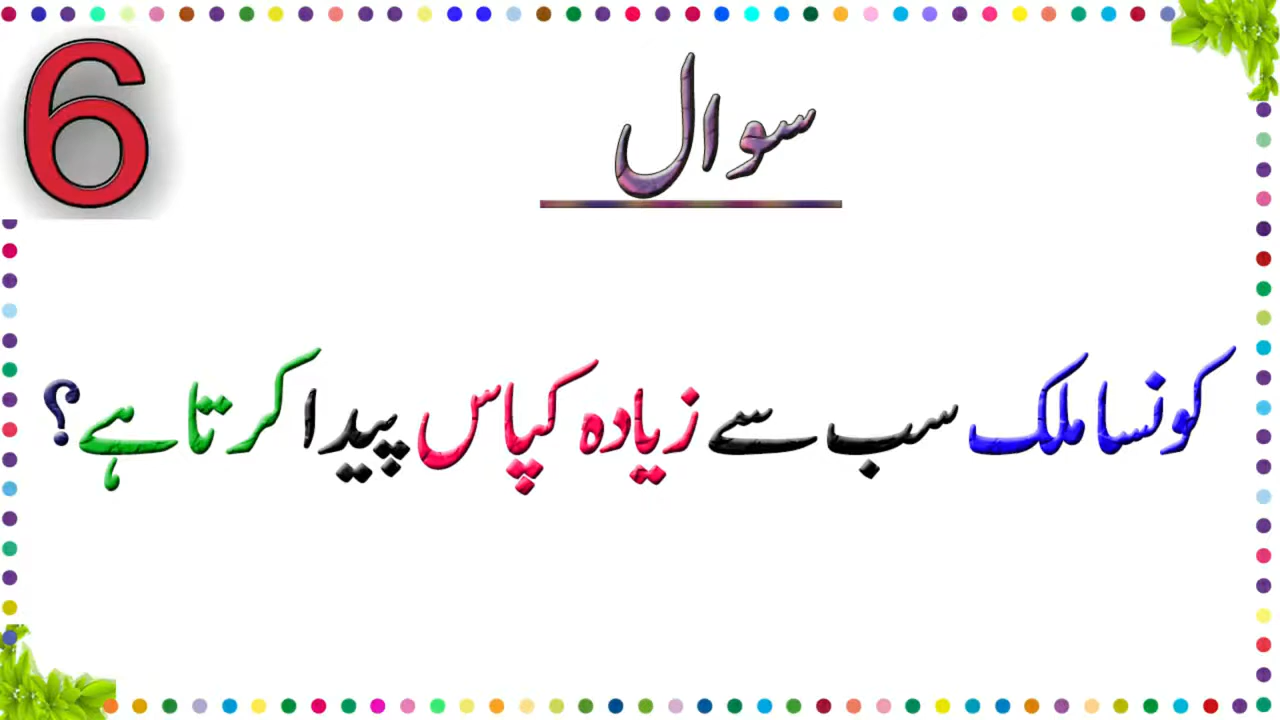 6
سوال
کونسا ملک سب سے زیادہ کپاس پیدا کرتا ہے؟